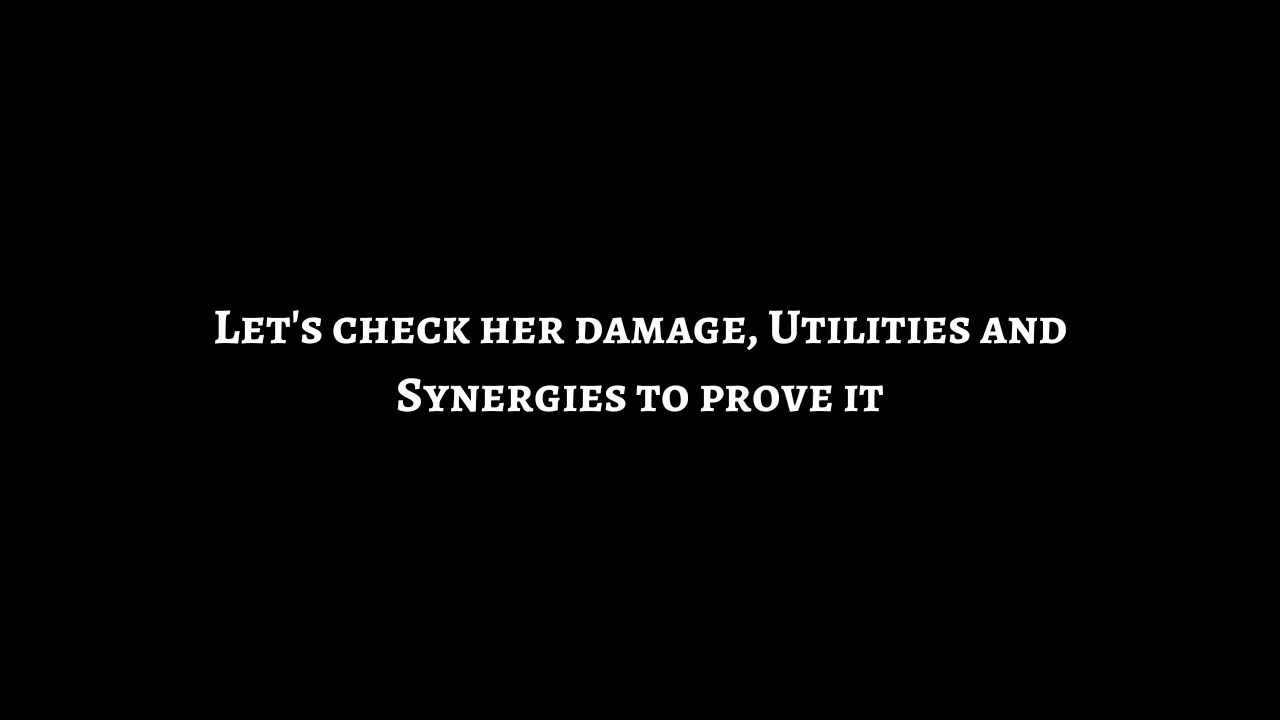 Let's check her damage, Utilities and
Synergies to prove it